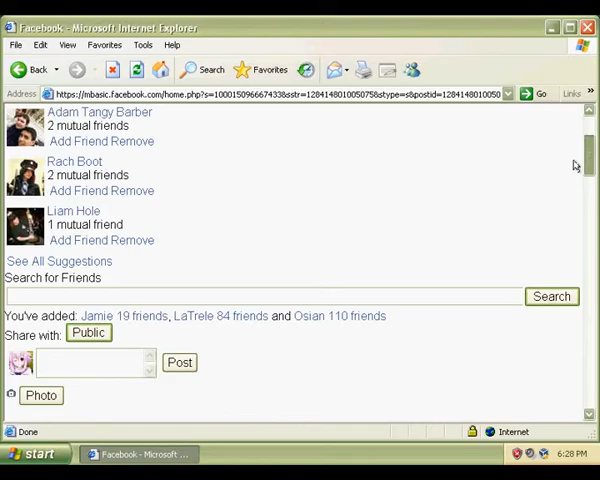 Facebook - Microsoft Internet Explorer
File Edit View Favorites Tools Help
Back Search Favorites
Address https://mbasic.facebook.com/home.php?s=100015096667433&sstr=1284148010050758&stype=s&postid=1284148010050 Go Links »
Adam Tangy Barber
2 mutual friends
Add Friend Remove
Rach Boot
2 mutual friends
Add Friend Remove
Liam Hole
1 mutual friend
Add Friend Remove
See All Suggestions
Search for Friends
Search
You've added: Jamie 19 friends, LaTrele 84 friends and Osian 110 friends
Share with: Public
Post
Photo
Done Internet
start Facebook - Microsoft ... 6:28 PM